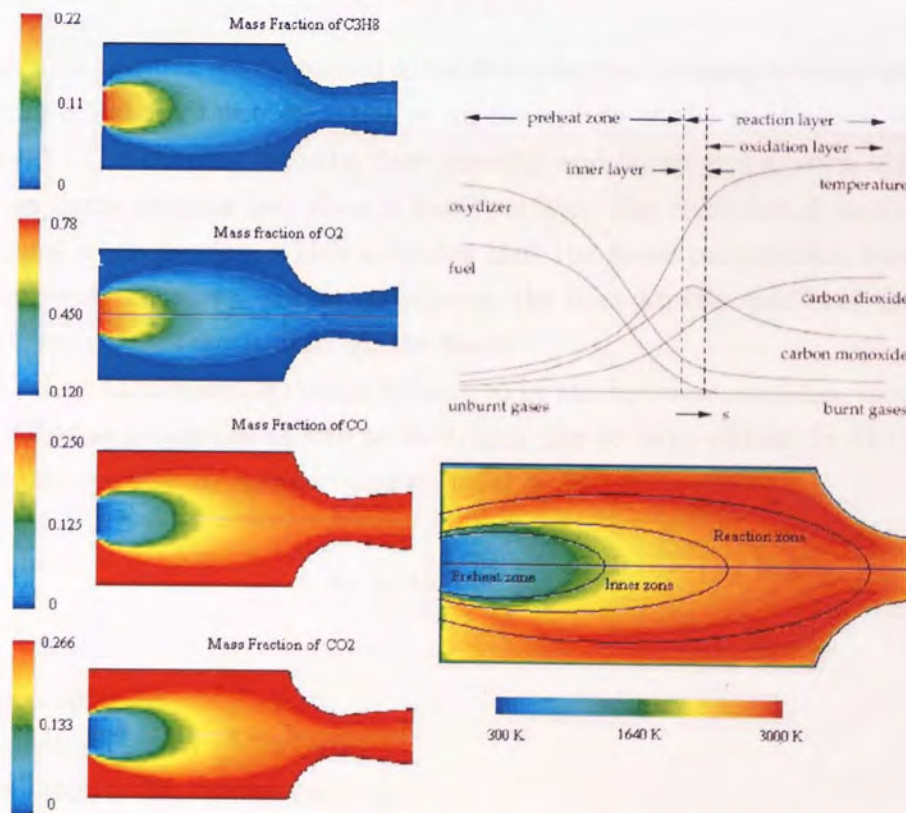 0.22
Mass Fraction of C3H8
0.11
0
0.78
Mass fraction of O2
0.450
0.120
0.250
Mass Fraction of CO
0.125
0
0.266
Mass Fraction of CO2
0.133
0
preheat zone
reaction layer
oxidation layer
inner layer
temperature
oxydizer
fuel
carbon dioxide
carbon monoxide
unburnt gases
s
burnt gases
Reaction zone
Preheat zone
Inner zone
300 K
1640 K
3000 K